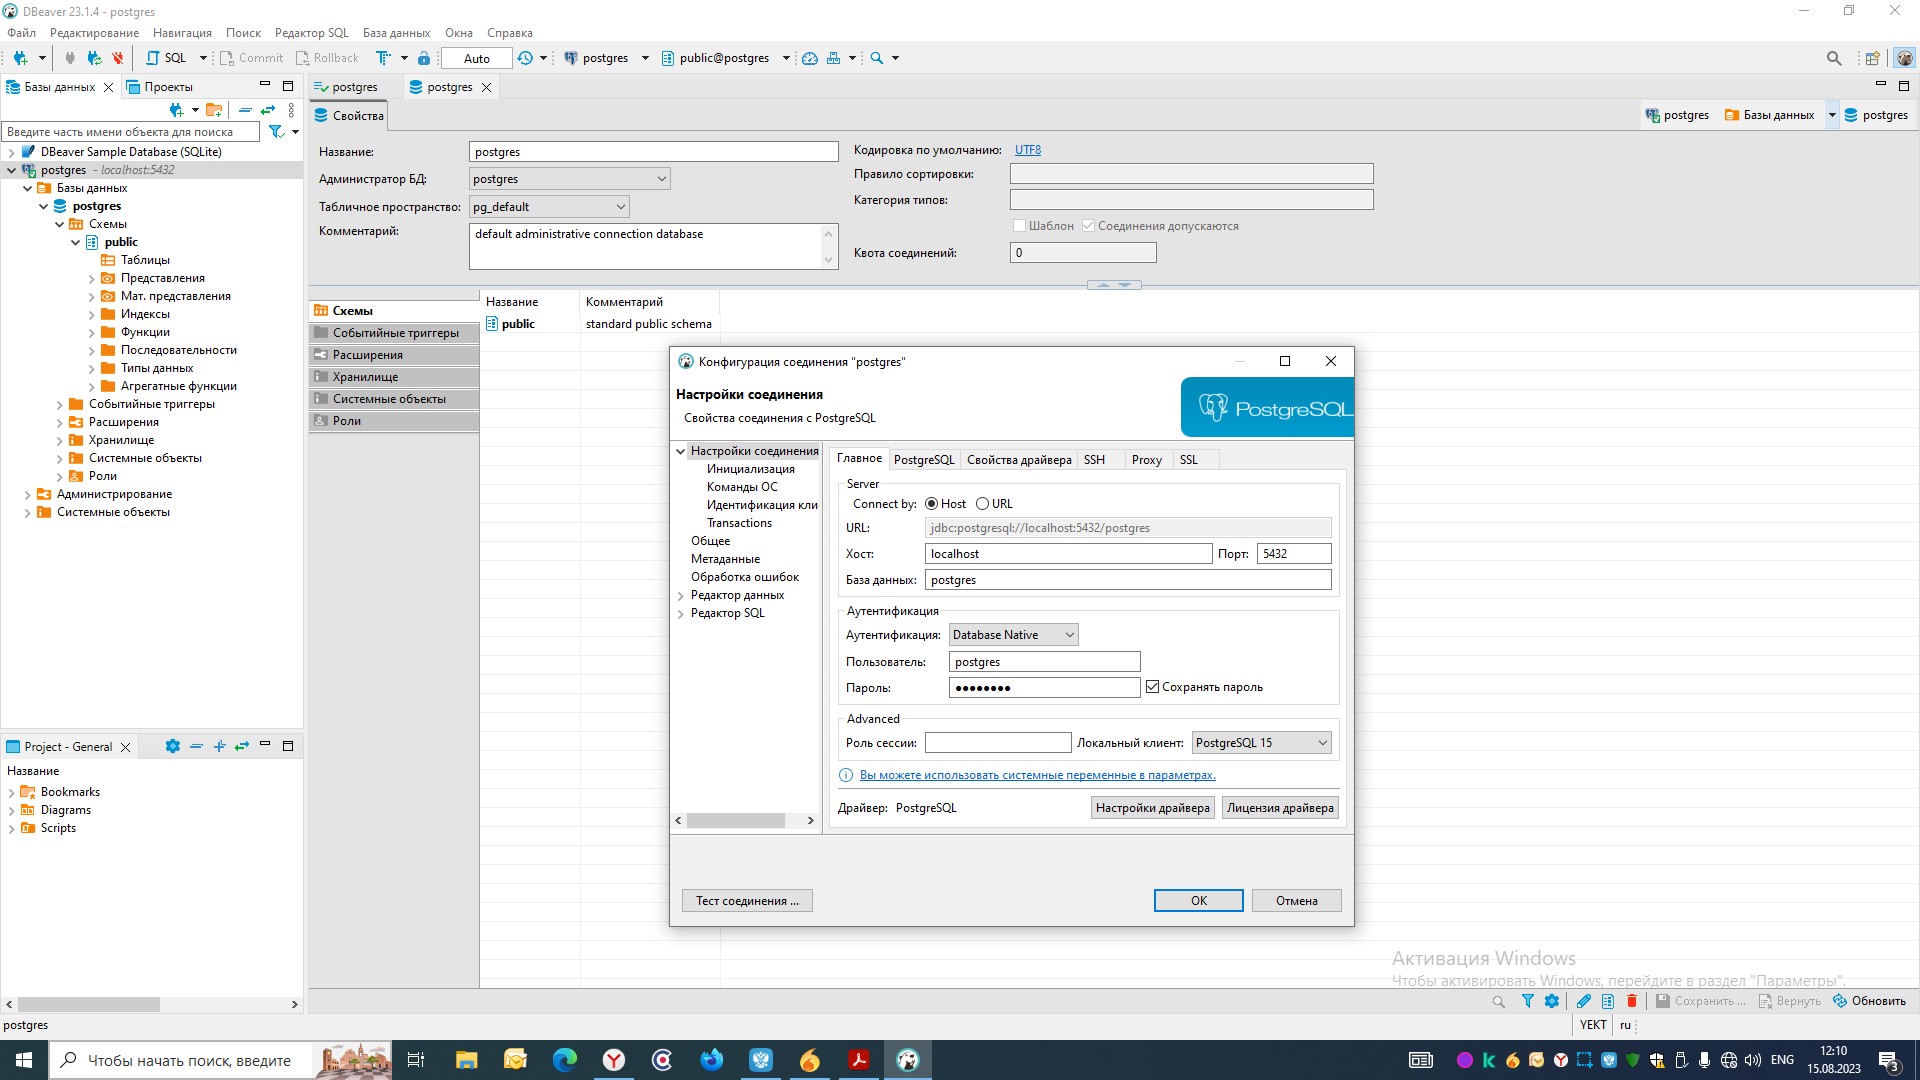 DBeaver 23.1.4 - postgres
Файл Редактирование Навигация Поиск Редактор SQL База данных Окна Справка
SQL Commit Rollback Auto postgres public@postgres
Базы данных Проекты
postgres postgres
Введите часть имени объекта для поиска
Свойства
postgres Базы данных postgres
DBeaver Sample Database (SQLite)
postgres - localhost:5432
Базы данных
postgres
Схемы
public
Таблицы
Представления
Мат. представления
Индексы
Функции
Последовательности
Типы данных
Агрегатные функции
Событийные триггеры
Расширения
Хранилище
Системные объекты
Роли
Администрирование
Системные объекты
Название: postgres
Администратор БД: postgres
Табличное пространство: pg_default
Комментарий: default administrative connection database
Кодировка по умолчанию: UTF8
Правило сортировки:
Категория типов:
Шаблон Соединения допускаются
Квота соединений: 0
Схемы
Событийные триггеры
Расширения
Хранилище
Системные объекты
Роли
Название Комментарий
public standard public schema
Конфигурация соединения "postgres"
Настройки соединения
Свойства соединения с PostgreSQL
PostgreSQL
Настройки соединения
Инициализация
Команды ОС
Идентификация кли
Transactions
Общее
Метаданные
Обработка ошибок
Редактор данных
Редактор SQL
Главное PostgreSQL Свойства драйвера SSH Proxy SSL
Server
Connect by: Host URL
URL: jdbc:postgresql://localhost:5432/postgres
Хост: localhost Порт: 5432
База данных: postgres
Аутентификация
Аутентификация: Database Native
Пользователь: postgres
Пароль: •••••••• Сохранять пароль
Advanced
Роль сессии: Локальный клиент: PostgreSQL 15
Вы можете использовать системные переменные в параметрах.
Драйвер: PostgreSQL Настройки драйвера Лицензия драйвера
Тест соединения ... ОК Отмена
Project - General
Название
Bookmarks
Diagrams
Scripts
Активация Windows
Чтобы активировать Windows, перейдите в раздел "Параметры".
Сохранить ... Вернуть Обновить
postgres
YEKT ru
Чтобы начать поиск, введите
ENG
12:10
15.08.2023
3